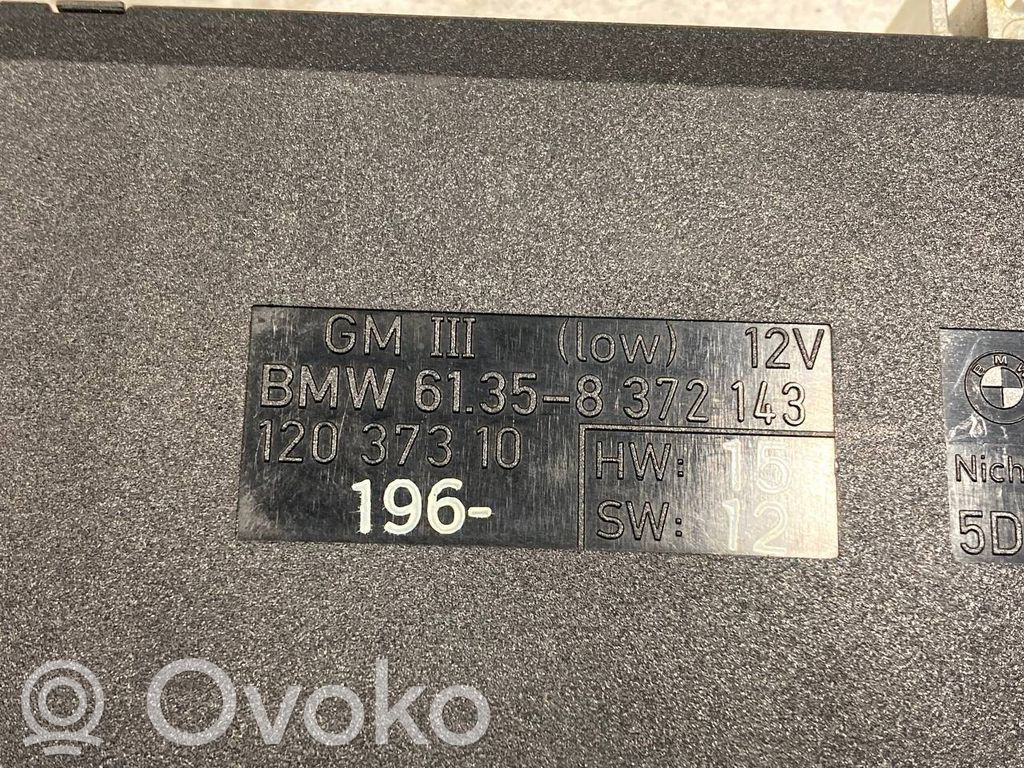 GM III (low) 12V
BMW 61.35-8 372 143
120 373 10
HW: 15
196-
SW: 12
BM
Nich
5D
Ovoko